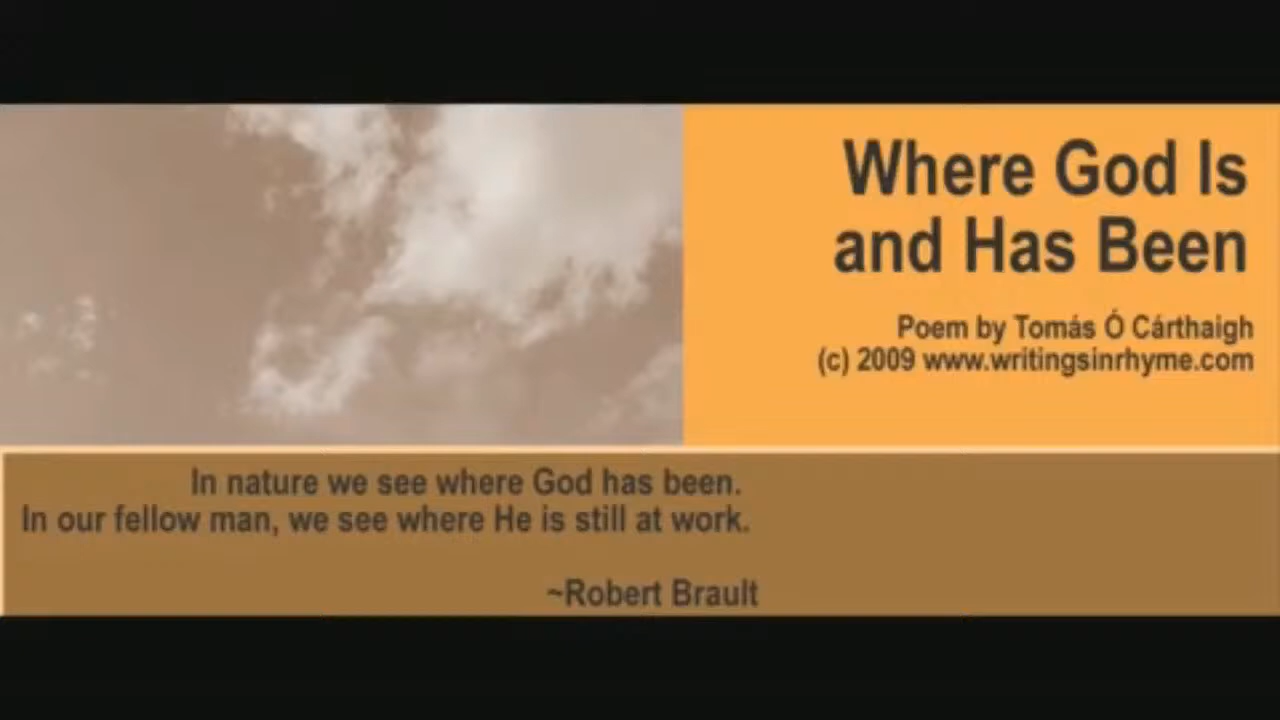 Where God Is
and Has Been
Poem by Tomás Ó Cárthaigh
(c) 2009 www.writingsinrhyme.com
In nature we see where God has been.
In our fellow man, we see where He is still at work.
~Robert Brault